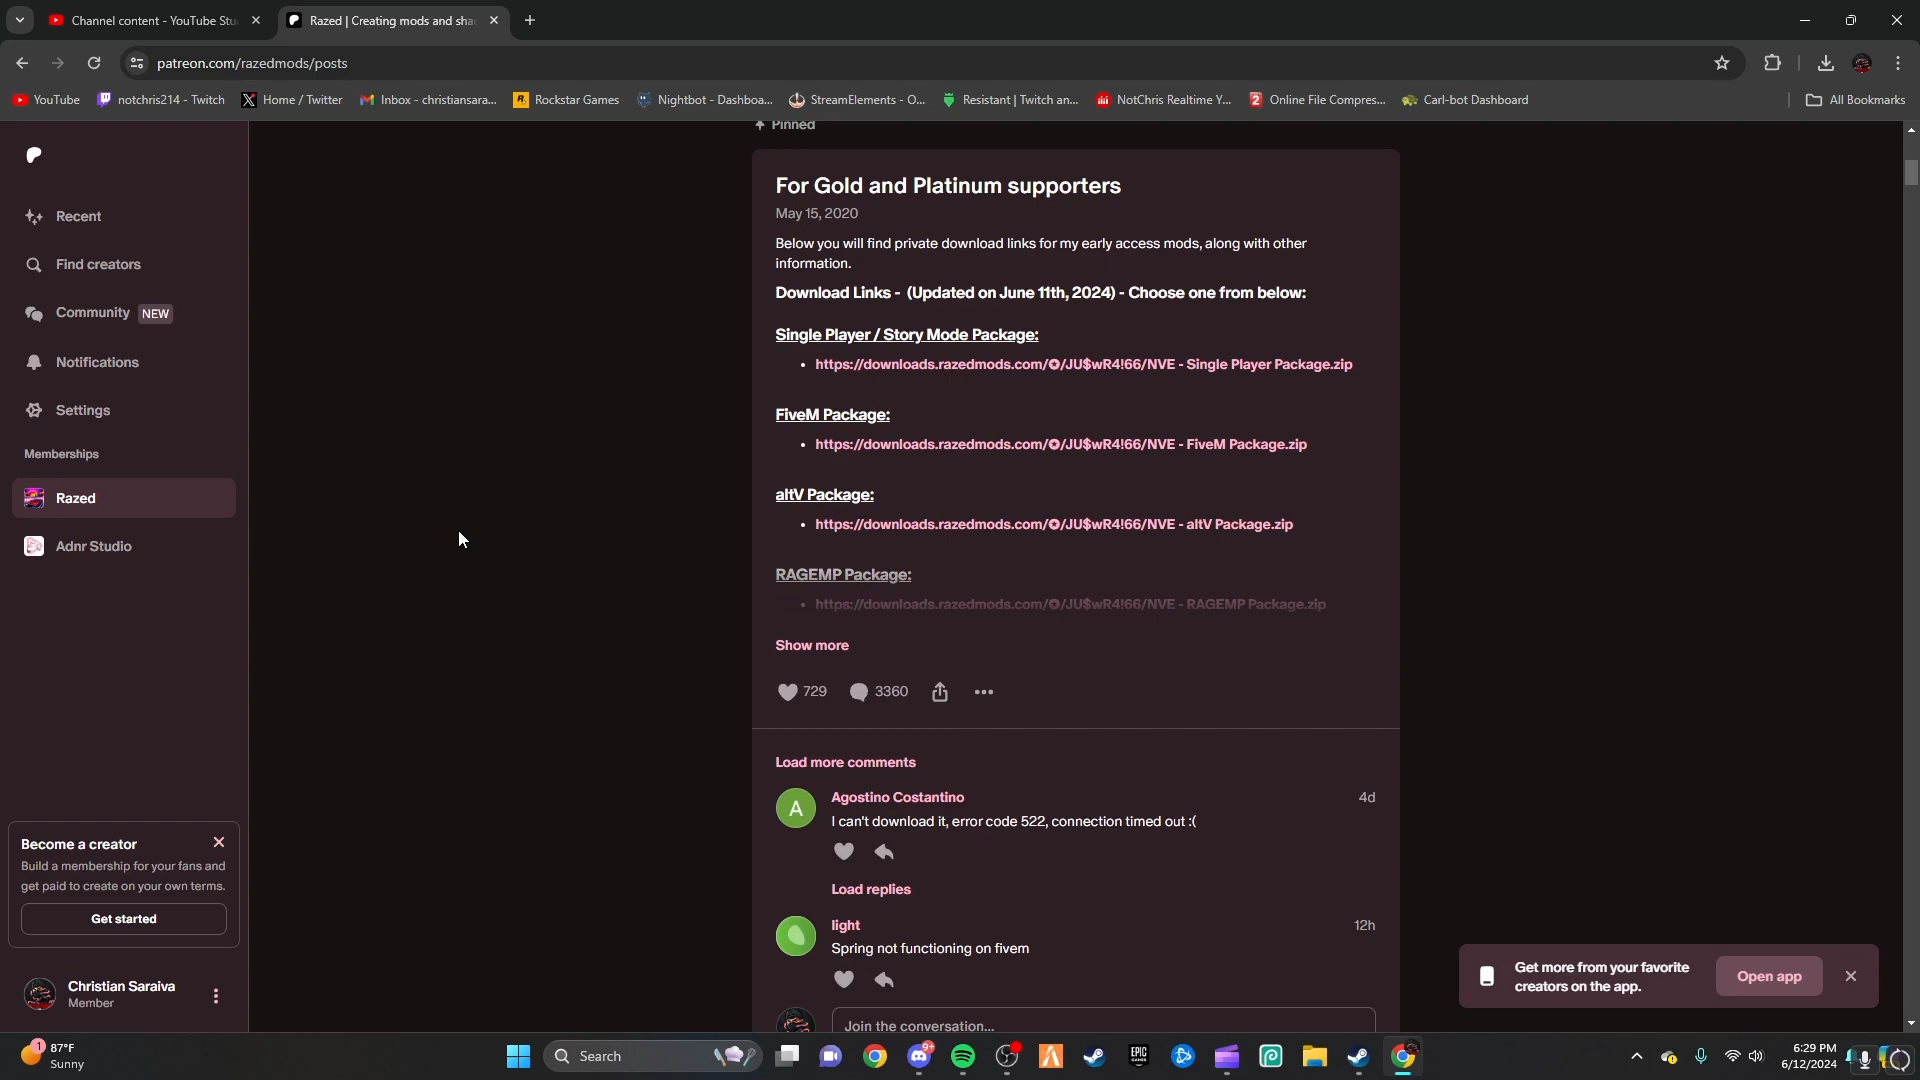 Channel content - YouTube Stu
Razed | Creating mods and sha
patreon.com/razedmods/posts
YouTube
notchris214 - Twitch
Home / Twitter
Inbox - christiansara...
Rockstar Games
Nightbot - Dashboa...
StreamElements - O...
Resistant | Twitch an...
NotChris Realtime Y...
Online File Compres...
Carl-bot Dashboard
All Bookmarks
Recent
Find creators
Community NEW
Notifications
Settings
Memberships
Razed
Adnr Studio
Become a creator
Build a membership for your fans and
get paid to create on your own terms.
Get started
Christian Saraiva
Member
Pinned
For Gold and Platinum supporters
May 15, 2020
Below you will find private download links for my early access mods, along with other
information.
Download Links - (Updated on June 11th, 2024) - Choose one from below:
Single Player / Story Mode Package:
• https://downloads.razedmods.com/✪/JU$wR4!66/NVE - Single Player Package.zip
FiveM Package:
• https://downloads.razedmods.com/✪/JU$wR4!66/NVE - FiveM Package.zip
altV Package:
• https://downloads.razedmods.com/✪/JU$wR4!66/NVE - altV Package.zip
RAGEMP Package:
• https://downloads.razedmods.com/✪/JU$wR4!66/NVE - RAGEMP Package.zip
Show more
729 3360
Load more comments
A
Agostino Costantino 4d
I can't download it, error code 522, connection timed out :(
Load replies
light 12h
Spring not functioning on fivem
Join the conversation...
Get more from your favorite
creators on the app.
Open app
1
87°F
Sunny
Search
9+
EPIC
GAMES
6:29 PM
6/12/2024